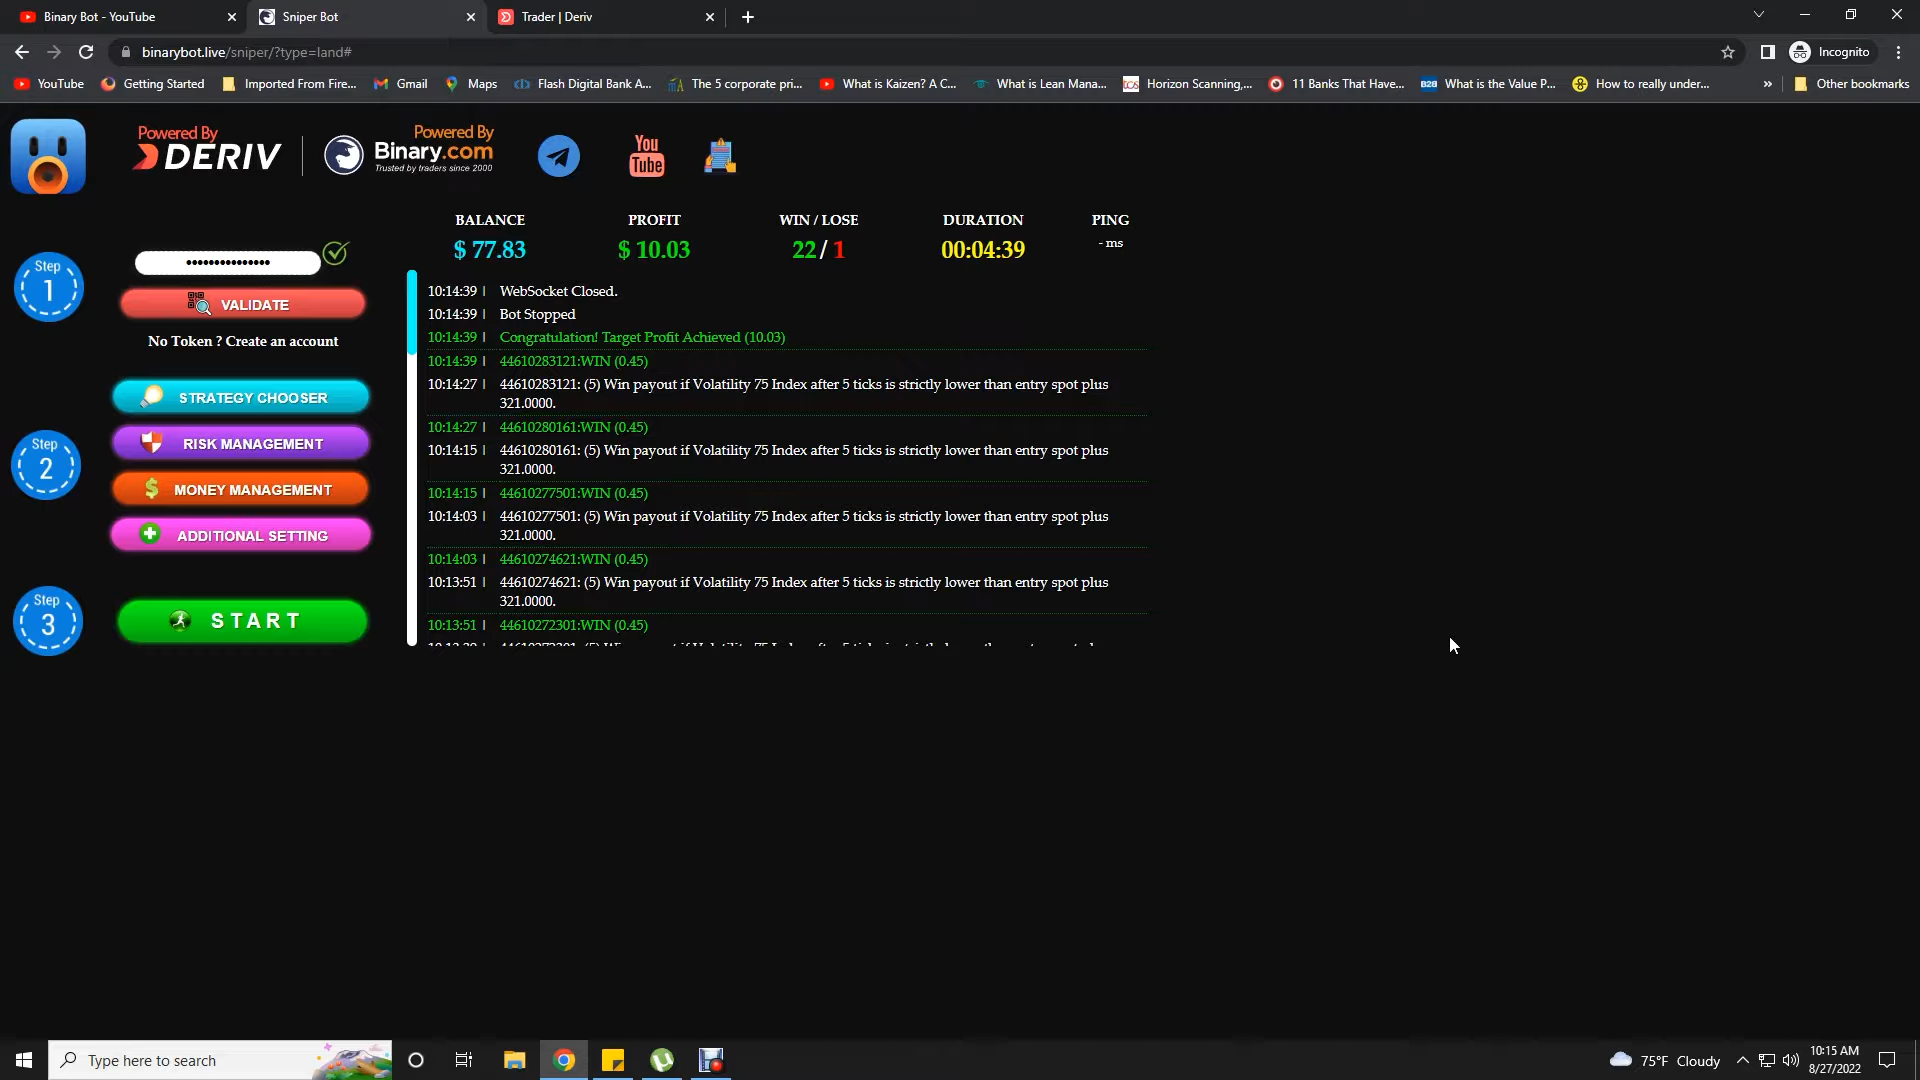 Binary Bot - YouTube
Sniper Bot
Trader | Deriv
binarybot.live/sniper/?type=land#
Incognito
YouTube
Getting Started
Imported From Fire...
Gmail
Maps
Flash Digital Bank A...
The 5 corporate pri...
What is Kaizen? A C...
What is Lean Mana...
Horizon Scanning,...
11 Banks That Have...
B2B
What is the Value P...
How to really under...
Other bookmarks
Powered By
DERIV
Powered By
Binary.com
Trusted by traders since 2000
You
Tube
BALANCE
PROFIT
WIN / LOSE
DURATION
PING
$ 77.83
$ 10.03
22 / 1
00:04:39
- ms
Step
1
VALIDATE
No Token ? Create an account
STRATEGY CHOOSER
Step
2
RISK MANAGEMENT
MONEY MANAGEMENT
ADDITIONAL SETTING
Step
3
START
10:14:39 | WebSocket Closed.
10:14:39 | Bot Stopped
10:14:39 | Congratulation! Target Profit Achieved (10.03)
10:14:39 | 44610283121:WIN (0.45)
10:14:27 | 44610283121: (5) Win payout if Volatility 75 Index after 5 ticks is strictly lower than entry spot plus
321.0000.
10:14:27 | 44610280161:WIN (0.45)
10:14:15 | 44610280161: (5) Win payout if Volatility 75 Index after 5 ticks is strictly lower than entry spot plus
321.0000.
10:14:15 | 44610277501:WIN (0.45)
10:14:03 | 44610277501: (5) Win payout if Volatility 75 Index after 5 ticks is strictly lower than entry spot plus
321.0000.
10:14:03 | 44610274621:WIN (0.45)
10:13:51 | 44610274621: (5) Win payout if Volatility 75 Index after 5 ticks is strictly lower than entry spot plus
321.0000.
10:13:51 | 44610272301:WIN (0.45)
Type here to search
75°F Cloudy
10:15 AM
8/27/2022